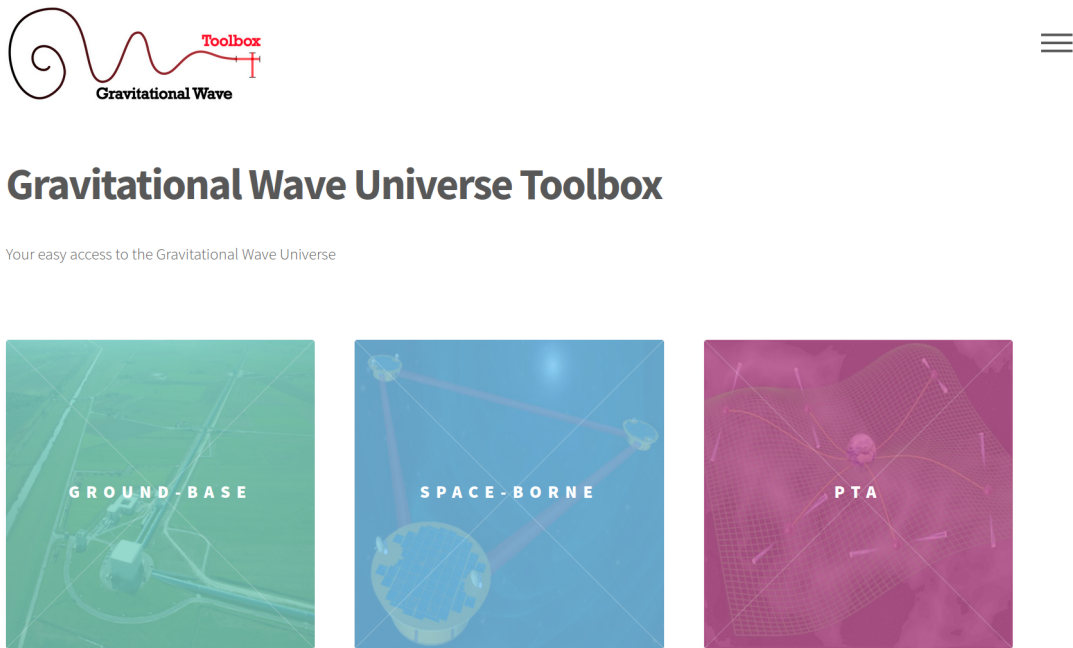 Toolbox
Gravitational Wave
Gravitational Wave Universe Toolbox
Your easy access to the Gravitational Wave Universe
GROUND-BASE
SPACE-BORNE
PTA